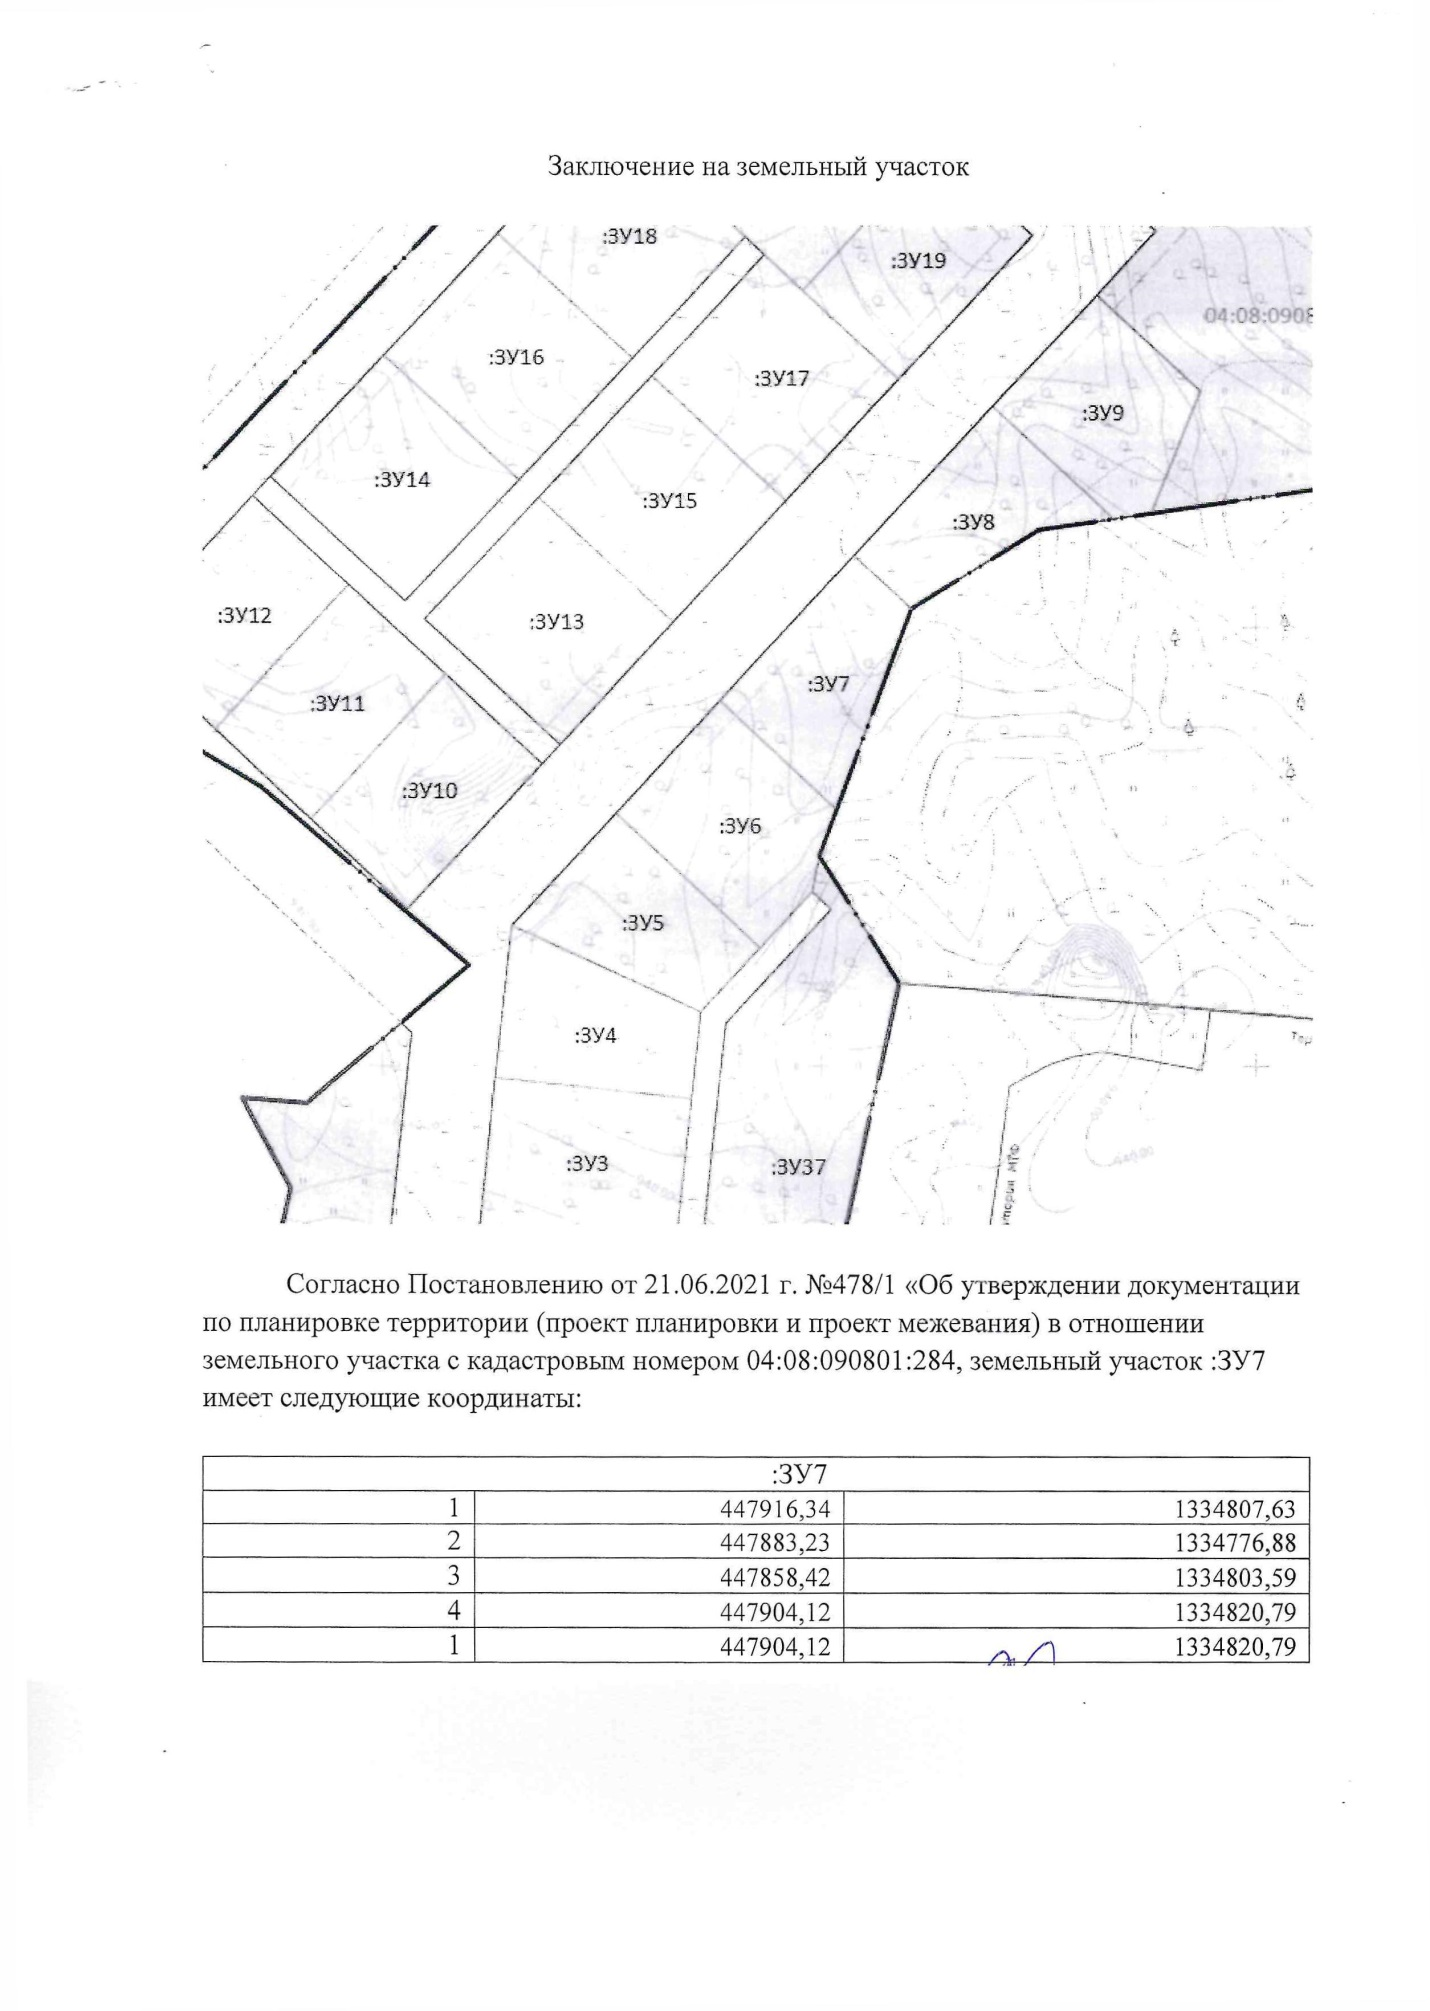 Заключение на земельный участок
:ЗУ18
:ЗУ19
04:08:0908
:ЗУ16
:ЗУ17
:ЗУ9
:ЗУ14
:ЗУ15
:ЗУ8
:ЗУ12
:ЗУ13
:ЗУ7
:ЗУ11
:ЗУ10
:ЗУ6
:ЗУ5
:ЗУ4
Тер
:ЗУ3
:ЗУ37
итория МТФ
Согласно Постановлению от 21.06.2021 г. №478/1 «Об утверждении документации
по планировке территории (проект планировки и проект межевания) в отношении
земельного участка с кадастровым номером 04:08:090801:284, земельный участок :ЗУ7
имеет следующие координаты:
:ЗУ7
1 447916,34 1334807,63
2 447883,23 1334776,88
3 447858,42 1334803,59
4 447904,12 1334820,79
1 447904,12 1334820,79